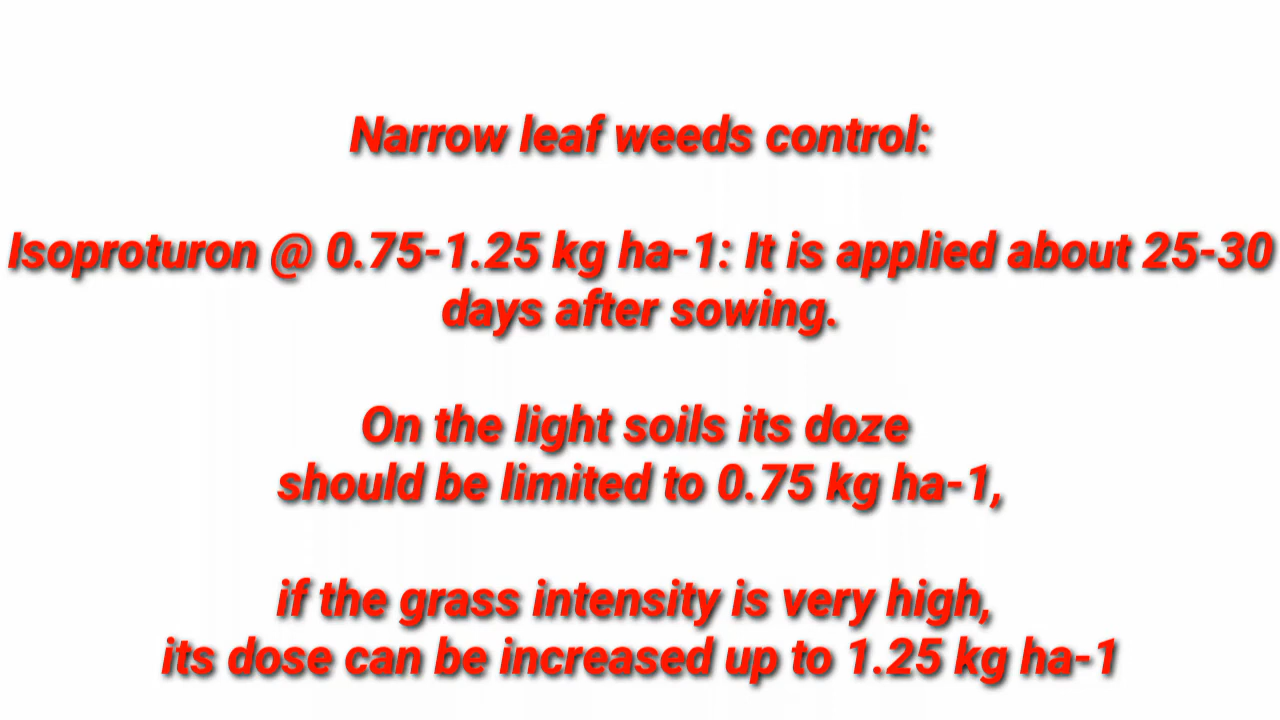 Narrow leaf weeds control:
Isoproturon @ 0.75-1.25 kg ha-1: It is applied about 25-30
days after sowing.
On the light soils its doze
should be limited to 0.75 kg ha-1,
if the grass intensity is very high,
its dose can be increased up to 1.25 kg ha-1